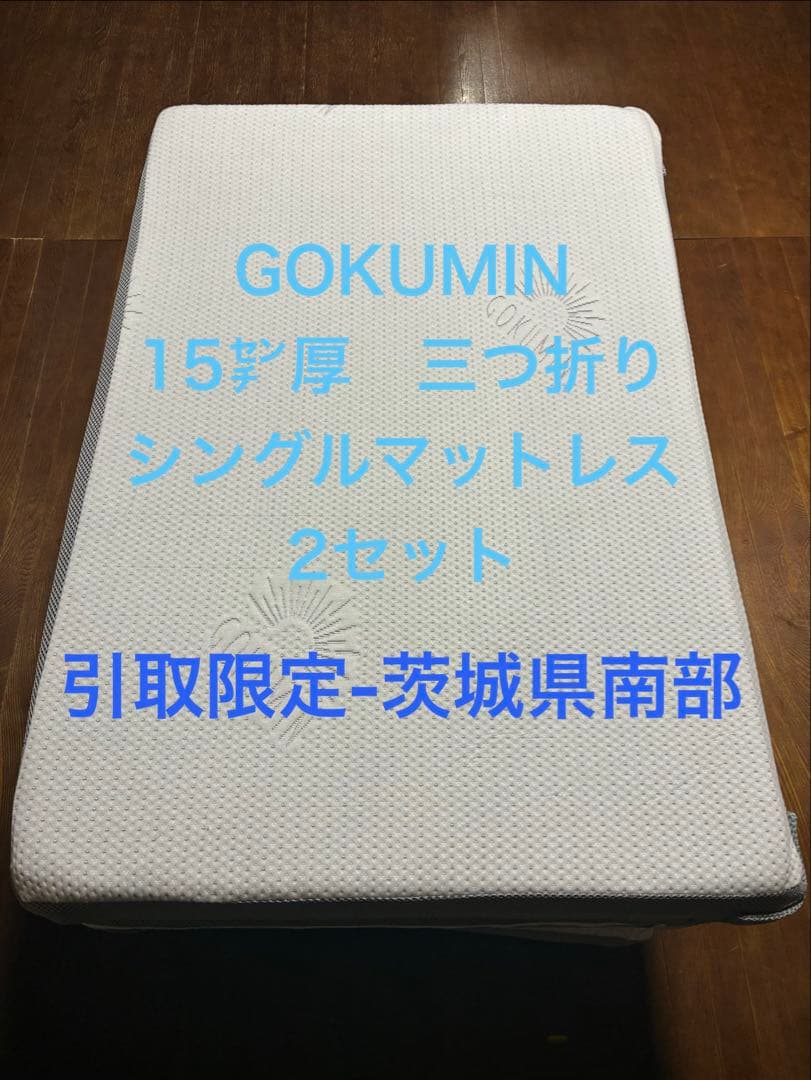 GOKUMIN
GOKUMIN
15㌢厚　三つ折り
シングルマットレス
2セット
引取限定-茨城県南部